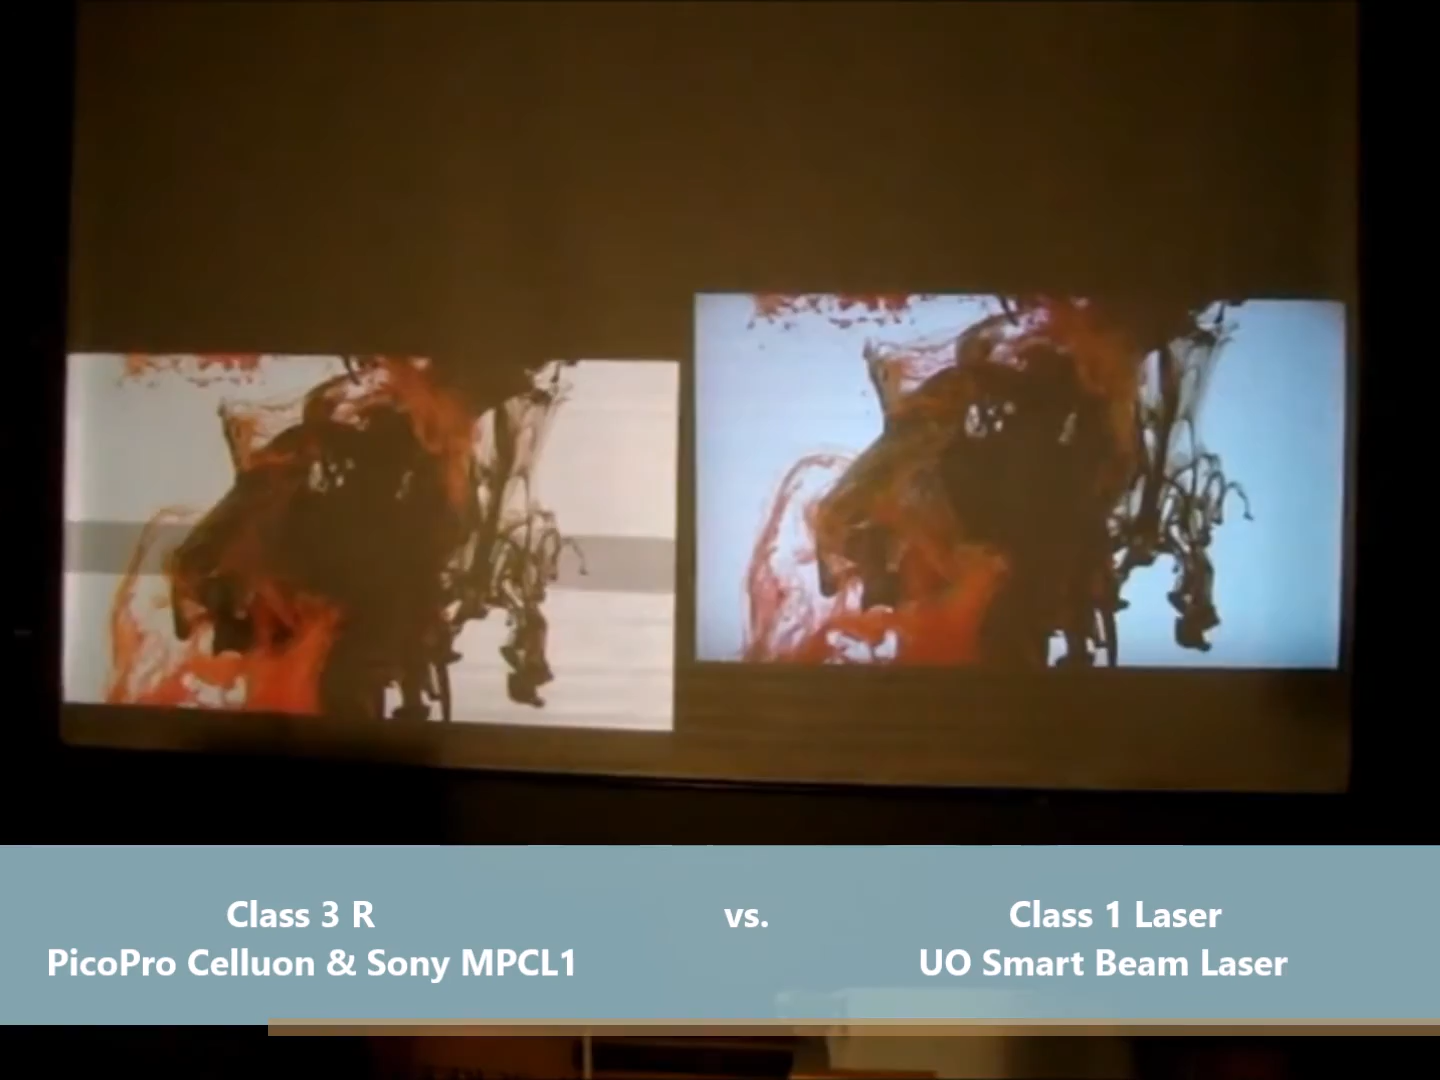 Class 3 R vs. Class 1 Laser
PicoPro Celluon & Sony MPCL1 UO Smart Beam Laser